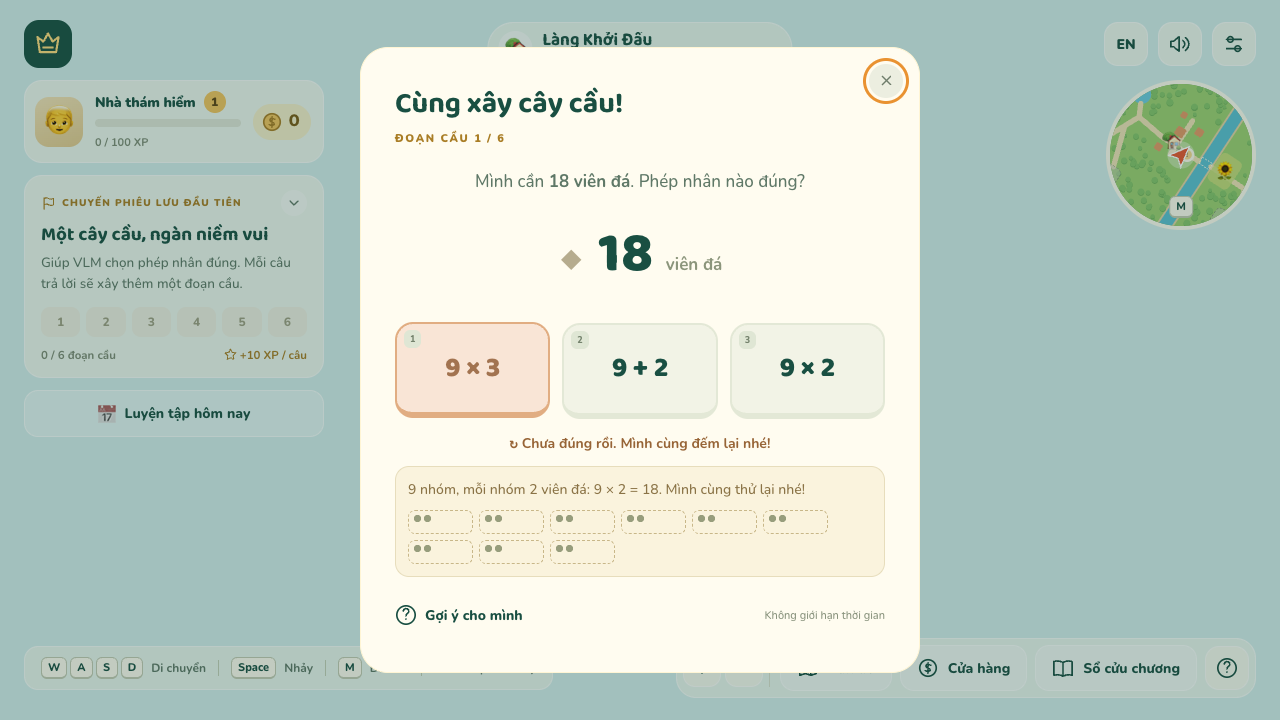 Làng Khởi Đầu
EN
Nhà thám hiểm 1
0 / 100 XP
0
CHUYẾN PHIÊU LƯU ĐẦU TIÊN
Một cây cầu, ngàn niềm vui
Giúp VLM chọn phép nhân đúng. Mỗi câu
trả lời sẽ xây thêm một đoạn cầu.
1 2 3 4 5 6
0 / 6 đoạn cầu
+10 XP / câu
Luyện tập hôm nay
M
Cùng xây cây cầu!
ĐOẠN CẦU 1 / 6
Mình cần 18 viên đá. Phép nhân nào đúng?
18 viên đá
1
9 × 3
2
9 + 2
3
9 × 2
↻ Chưa đúng rồi. Mình cùng đếm lại nhé!
9 nhóm, mỗi nhóm 2 viên đá: 9 × 2 = 18. Mình cùng thử lại nhé!
Gợi ý cho mình
Không giới hạn thời gian
W A S D Di chuyển
Space Nhảy
M
Cửa hàng
Sổ cửu chương